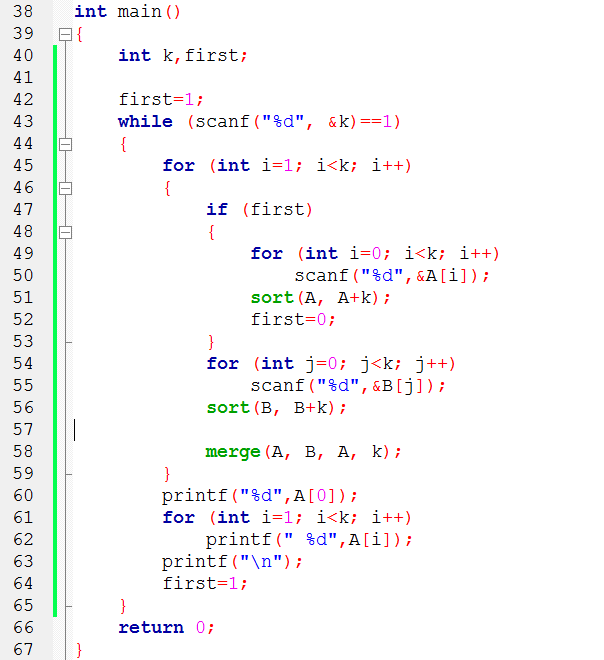 38 int main()
39 {
40     int k,first;
41
42     first=1;
43     while (scanf("%d", &k)==1)
44     {
45         for (int i=1; i<k; i++)
46         {
47             if (first)
48             {
49                 for (int i=0; i<k; i++)
50                     scanf("%d",&A[i]);
51                 sort(A, A+k);
52                 first=0;
53             }
54             for (int j=0; j<k; j++)
55                 scanf("%d",&B[j]);
56             sort(B, B+k);
57
58             merge(A, B, A, k);
59         }
60         printf("%d",A[0]);
61         for (int i=1; i<k; i++)
62             printf(" %d",A[i]);
63         printf("\n");
64         first=1;
65     }
66     return 0;
67 }